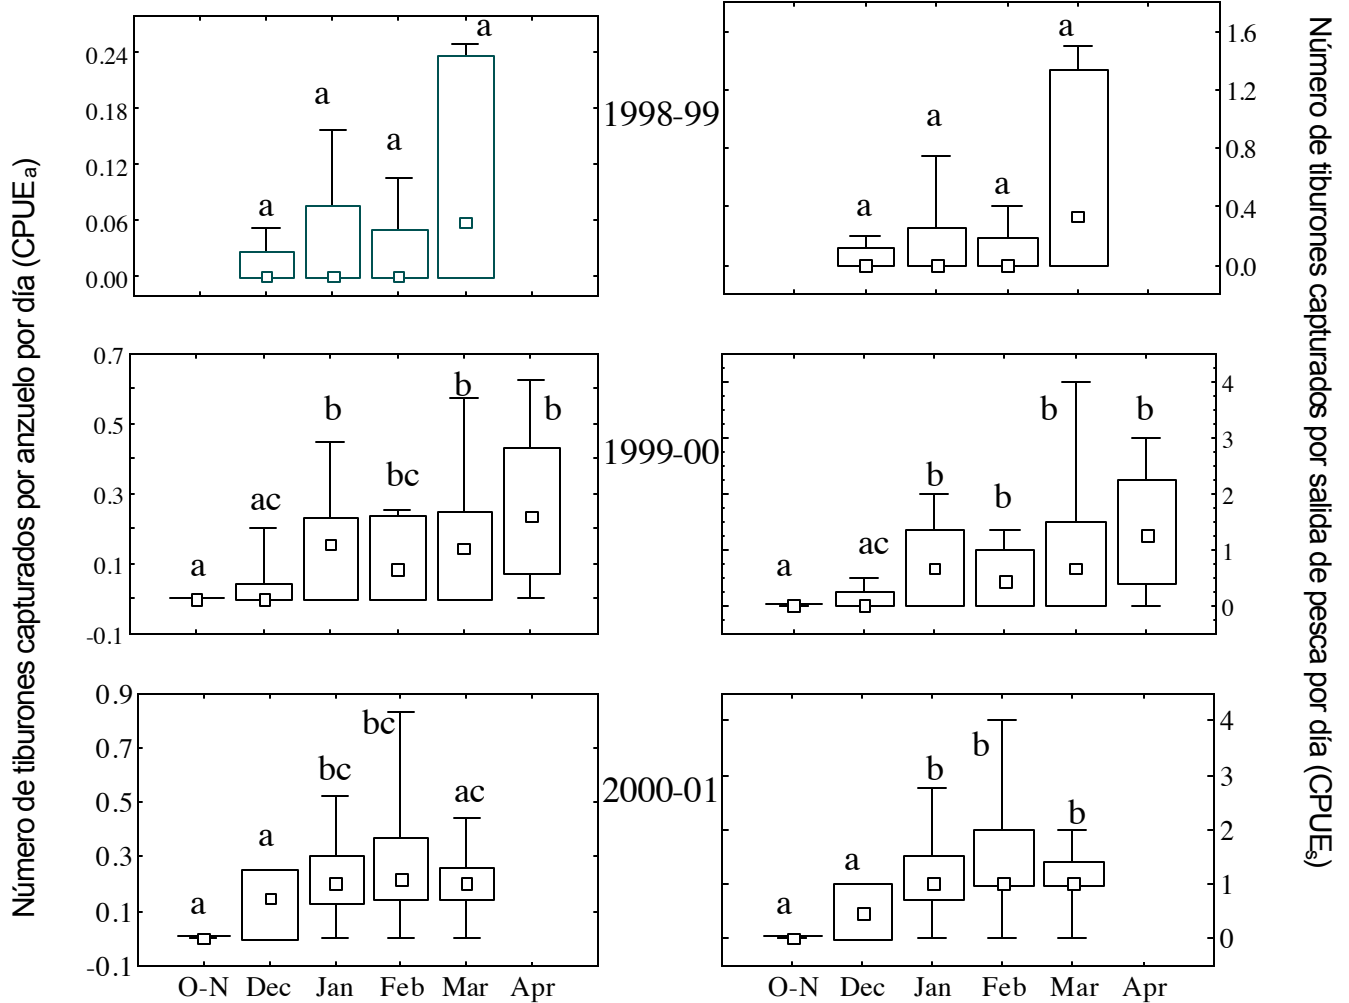 Número de tiburones capturados por anzuelo por día (CPUEa)
0.24
0.18
0.12
0.06
0.00
a
a
a
a
1998-99
a
a
a
a
1.6
1.2
0.8
0.4
0.0
Número de tiburones capturados por salida de pesca por día (CPUEs)
0.7
0.5
0.3
0.1
-0.1
a
ac
b
bc
b
b
1999-00
a
ac
b
b
b
b
4
3
2
1
0
0.9
0.7
0.5
0.3
0.1
-0.1
a
a
bc
bc
ac
2000-01
a
a
b
b
b
4
3
2
1
0
O-N Dec Jan Feb Mar Apr
O-N Dec Jan Feb Mar Apr